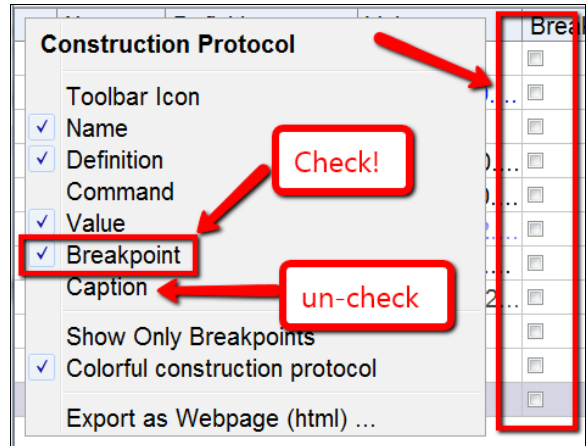 Break
Construction Protocol
Toolbar Icon
Name
Definition
Check!
Command
Value
Breakpoint
Caption
un-check
Show Only Breakpoints
Colorful construction protocol
Export as Webpage (html) ...